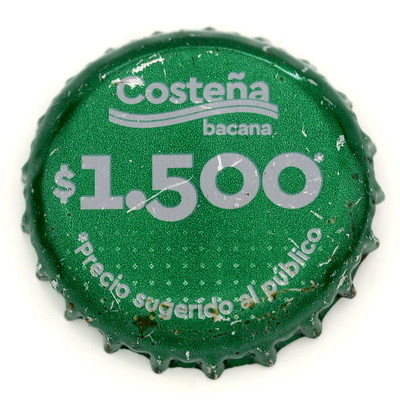 Costeña
bacana
$1.500*
*Precio sugerido al público